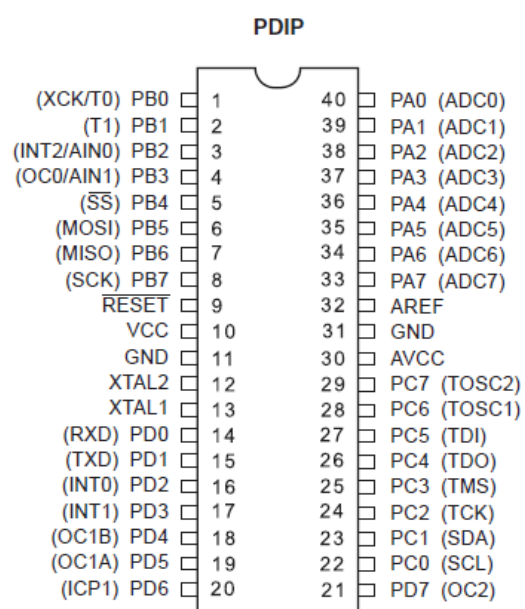 PDIP
(XCK/T0) PB0 1 40 PA0 (ADC0)
(T1) PB1 2 39 PA1 (ADC1)
(INT2/AIN0) PB2 3 38 PA2 (ADC2)
(OC0/AIN1) PB3 4 37 PA3 (ADC3)
(S̅S̅) PB4 5 36 PA4 (ADC4)
(MOSI) PB5 6 35 PA5 (ADC5)
(MISO) PB6 7 34 PA6 (ADC6)
(SCK) PB7 8 33 PA7 (ADC7)
R̅E̅S̅E̅T̅ 9 32 AREF
VCC 10 31 GND
GND 11 30 AVCC
XTAL2 12 29 PC7 (TOSC2)
XTAL1 13 28 PC6 (TOSC1)
(RXD) PD0 14 27 PC5 (TDI)
(TXD) PD1 15 26 PC4 (TDO)
(INT0) PD2 16 25 PC3 (TMS)
(INT1) PD3 17 24 PC2 (TCK)
(OC1B) PD4 18 23 PC1 (SDA)
(OC1A) PD5 19 22 PC0 (SCL)
(ICP1) PD6 20 21 PD7 (OC2)